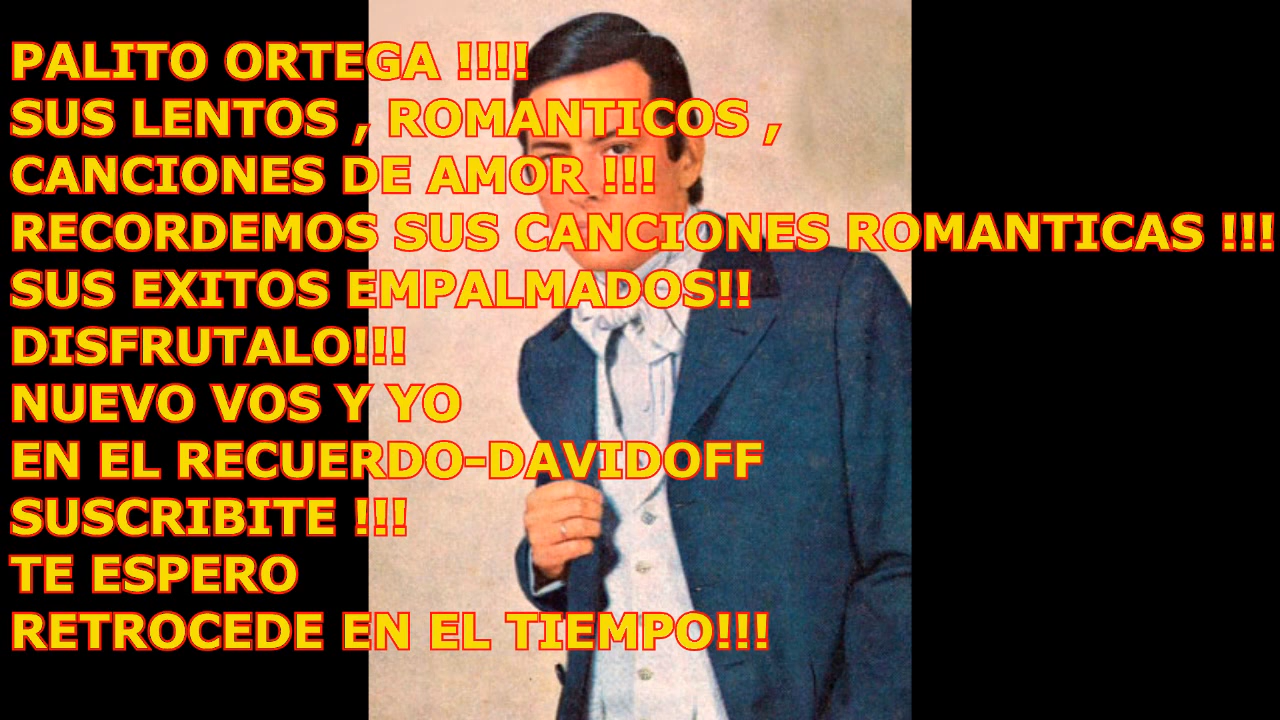 PALITO ORTEGA !!!!
SUS LENTOS , ROMANTICOS ,
CANCIONES DE AMOR !!!
RECORDEMOS SUS CANCIONES ROMANTICAS !!!
SUS EXITOS EMPALMADOS!!
DISFRUTALO!!!
NUEVO VOS Y YO
EN EL RECUERDO-DAVIDOFF
SUSCRIBITE !!!
TE ESPERO
RETROCEDE EN EL TIEMPO!!!